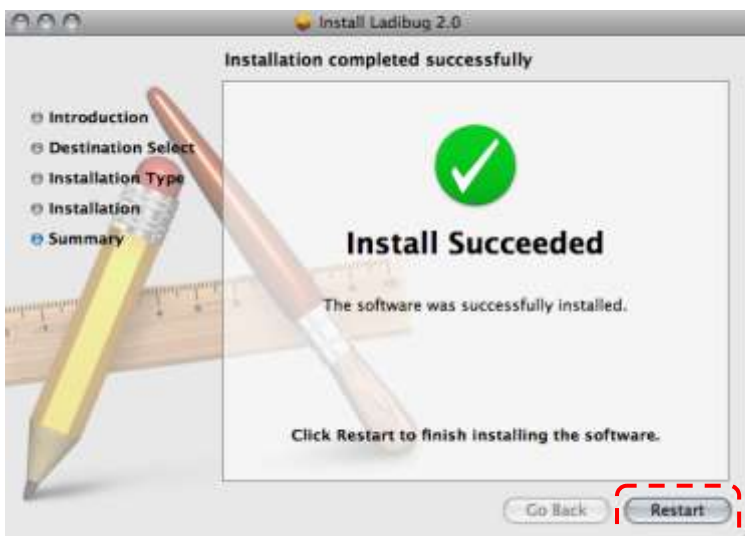 Install Ladibug 2.0
Installation completed successfully
Introduction
Destination Select
Installation Type
Installation
Summary
Install Succeeded
The software was successfully installed.
Click Restart to finish installing the software.
Go Back
Restart